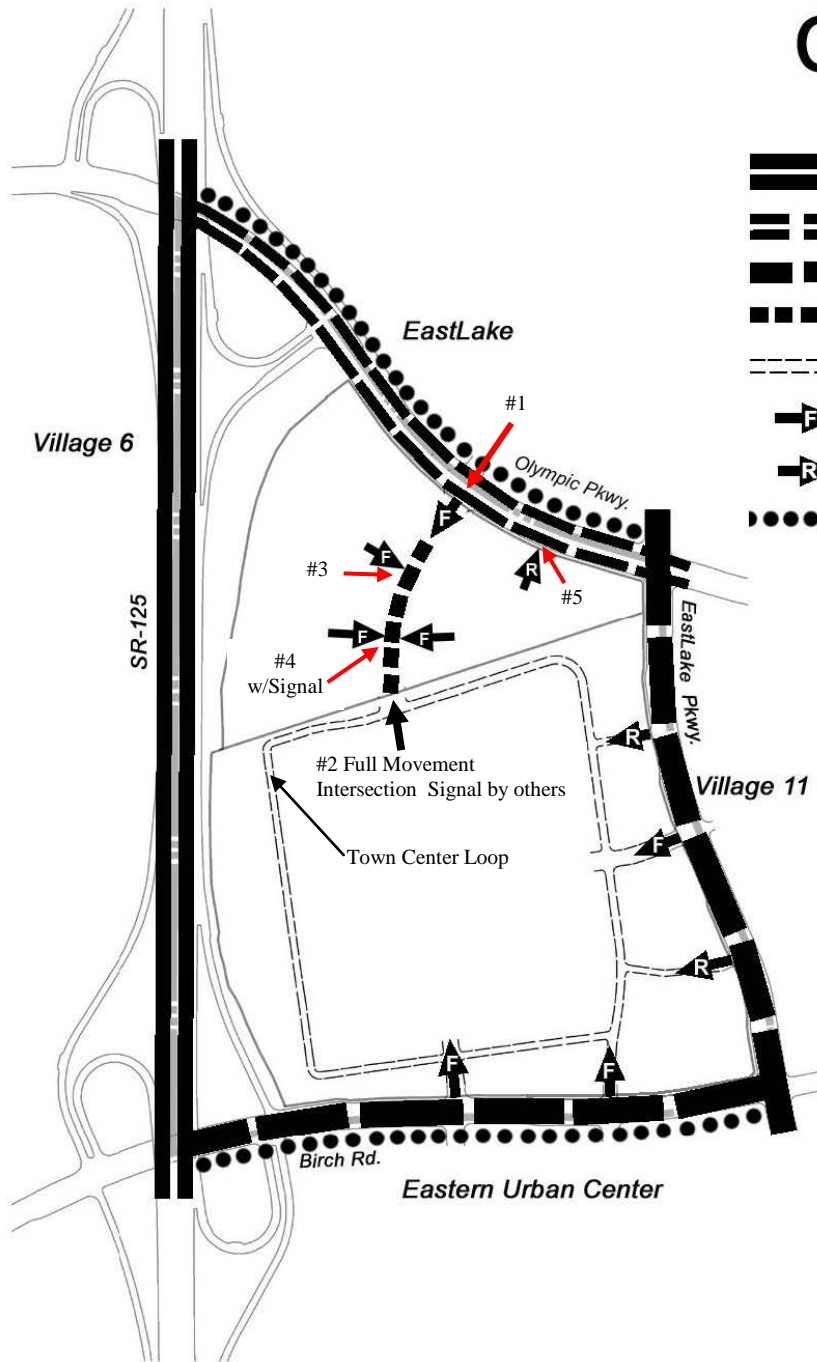 EastLake
#1
Village 6
Olympic Pkwy.
F
F
R
F
R
#3
#5
F
F
#4
w/Signal
SR-125
EastLake Pkwy.
R
#2 Full Movement
Intersection Signal by others
Village 11
F
Town Center Loop
R
F
F
Birch Rd.
Eastern Urban Center